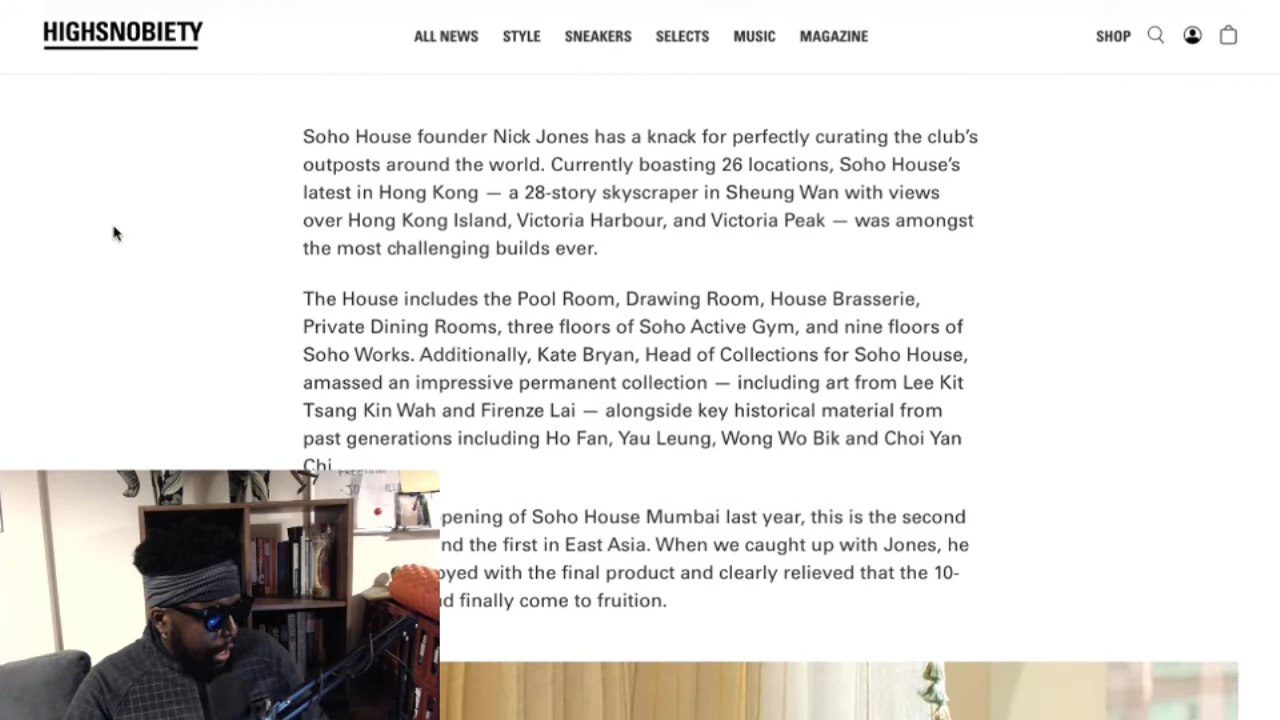 HIGHSNOBIETY
ALL NEWS STYLE SNEAKERS SELECTS MUSIC MAGAZINE
SHOP
Soho House founder Nick Jones has a knack for perfectly curating the club's
outposts around the world. Currently boasting 26 locations, Soho House's
latest in Hong Kong — a 28-story skyscraper in Sheung Wan with views
over Hong Kong Island, Victoria Harbour, and Victoria Peak — was amongst
the most challenging builds ever.
The House includes the Pool Room, Drawing Room, House Brasserie,
Private Dining Rooms, three floors of Soho Active Gym, and nine floors of
Soho Works. Additionally, Kate Bryan, Head of Collections for Soho House,
amassed an impressive permanent collection — including art from Lee Kit
Tsang Kin Wah and Firenze Lai — alongside key historical material from
past generations including Ho Fan, Yau Leung, Wong Wo Bik and Choi Yan
Chi
pening of Soho House Mumbai last year, this is the second
nd the first in East Asia. When we caught up with Jones, he
oyed with the final product and clearly relieved that the 10-
d finally come to fruition.